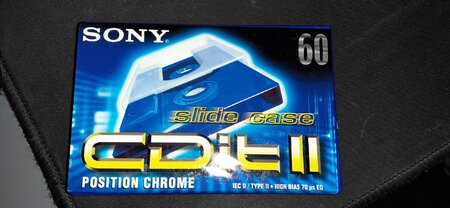 SONY
60
slide case
CDit II
POSITION CHROME
IEC II / TYPE II • HIGH BIAS 70 μs EQ